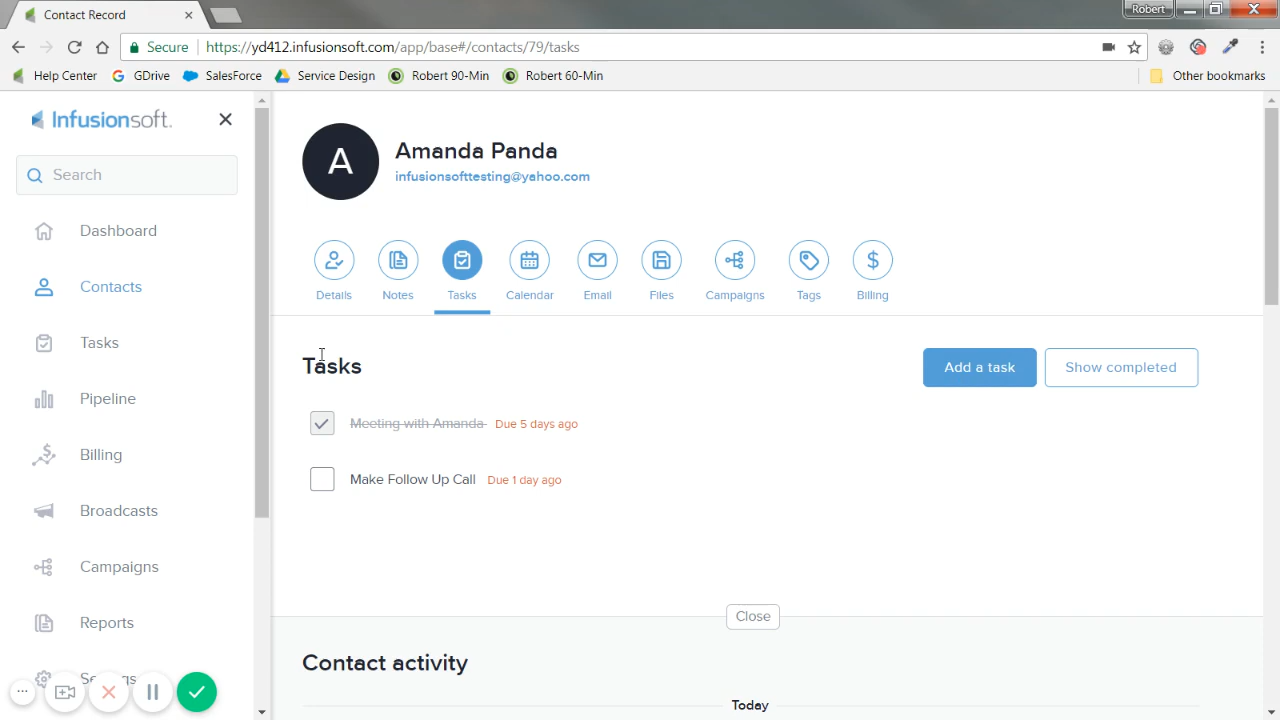 Contact Record
Robert
Secure https://yd412.infusionsoft.com/app/base#/contacts/79/tasks
Help Center GDrive SalesForce Service Design Robert 90-Min Robert 60-Min Other bookmarks
Infusionsoft.
Search
Dashboard
Contacts
Tasks
Pipeline
Billing
Broadcasts
Campaigns
Reports
A
Amanda Panda
infusionsofttesting@yahoo.com
Details Notes Tasks Calendar Email Files Campaigns Tags Billing
Tasks
Add a task Show completed
Meeting with Amanda Due 5 days ago
Make Follow Up Call Due 1 day ago
Close
Contact activity
Today